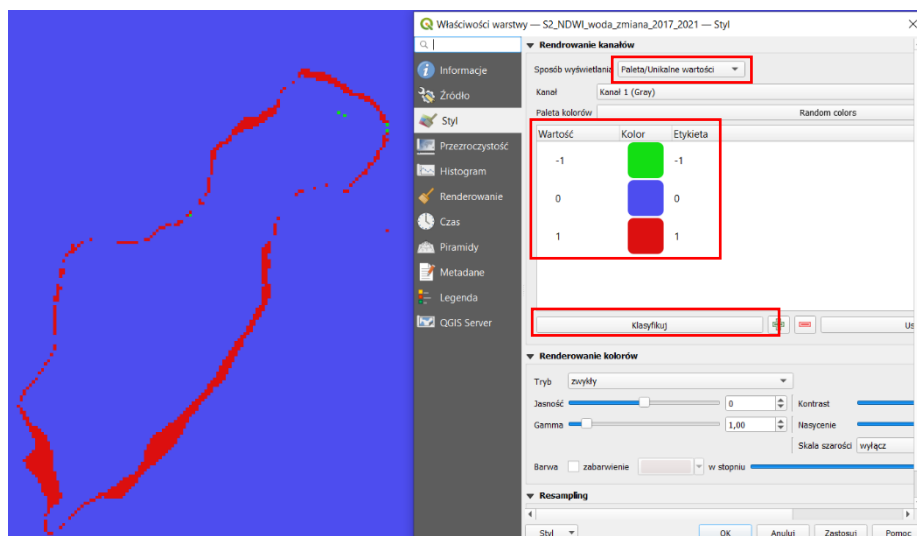 Właściwości warstwy — S2_NDWI_woda_zmiana_2017_2021 — Styl
Informacje
Źródło
Styl
Przezroczystość
Histogram
Renderowanie
Czas
Piramidy
Metadane
Legenda
QGIS Server
Rendrowanie kanałów
Sposób wyświetlania Paleta/Unikalne wartości
Kanał Kanał 1 (Gray)
Paleta kolorów Random colors
Wartość Kolor Etykieta
-1 -1
0 0
1 1
Klasyfikuj
Renderowanie kolorów
Tryb zwykły
Jasność 0 Kontrast
Gamma 1,00 Nasycenie
Skala szarości wyłącz
Barwa zabarwienie w stopniu
Resampling
Styl OK Anuluj Zastosuj Pomoc